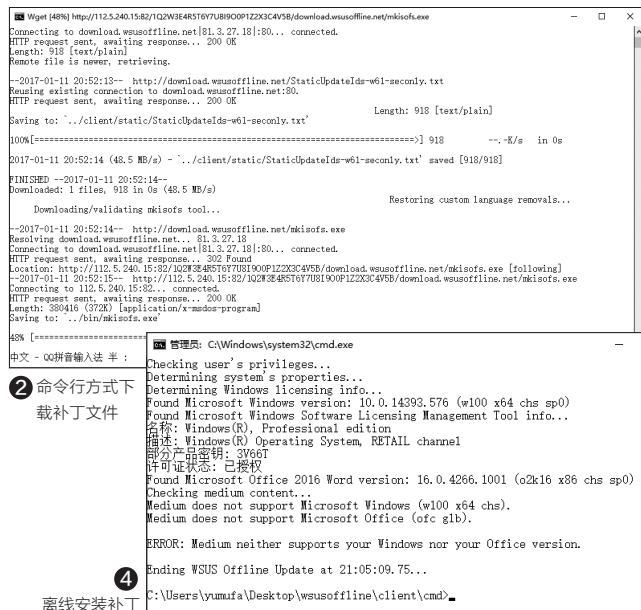 Wget [48%] http://112.5.240.15:82/1Q2W3E4R5T6Y7U8I9O0P1Z2X3C4V5B/download.wsusoffline.net/mkisofs.exe
Connecting to download.wsusoffline.net|81.3.27.18|:80... connected.
HTTP request sent, awaiting response... 200 OK
Length: 918 [text/plain]
Remote file is newer, retrieving.
--2017-01-11 20:52:13-- http://download.wsusoffline.net/StaticUpdateIds-w61-seconly.txt
Reusing existing connection to download.wsusoffline.net:80.
HTTP request sent, awaiting response... 200 OK
Length: 918 [text/plain]
Saving to: `../client/static/StaticUpdateIds-w61-seconly.txt'
100%[==============================================================================>] 918 --.-K/s in 0s
2017-01-11 20:52:14 (48.5 MB/s) - `../client/static/StaticUpdateIds-w61-seconly.txt' saved [918/918]
FINISHED --2017-01-11 20:52:14--
Downloaded: 1 files, 918 in 0s (48.5 MB/s)
Restoring custom language removals...
Downloading/validating mkisofs tool...
--2017-01-11 20:52:14-- http://download.wsusoffline.net/mkisofs.exe
Resolving download.wsusoffline.net... 81.3.27.18
Connecting to download.wsusoffline.net|81.3.27.18|:80... connected.
HTTP request sent, awaiting response... 302 Found
Location: http://112.5.240.15:82/1Q2W3E4R5T6Y7U8I9O0P1Z2X3C4V5B/download.wsusoffline.net/mkisofs.exe [following]
--2017-01-11 20:52:15-- http://112.5.240.15:82/1Q2W3E4R5T6Y7U8I9O0P1Z2X3C4V5B/download.wsusoffline.net/mkisofs.exe
Connecting to 112.5.240.15:82... connected.
HTTP request sent, awaiting response... 200 OK
Length: 380416 (372K) [application/x-msdos-program]
Saving to: `../bin/mkisofs.exe'
48% [======================
中文 - QQ拼音输入法 半 :
❷ 命令行方式下
载补丁文件
管理员: C:\Windows\system32\cmd.exe
Checking user's privileges...
Determining system's properties...
Determining Windows licensing info...
Found Microsoft Windows version: 10.0.14393.576 (w100 x64 chs sp0)
Found Microsoft Windows Software Licensing Management Tool info...
名称: Windows(R), Professional edition
描述: Windows(R) Operating System, RETAIL channel
部分产品密钥: 3V66T
许可证状态: 已授权
Found Microsoft Office 2016 Word version: 16.0.4266.1001 (o2k16 x86 chs sp0)
Checking medium content...
Medium does not support Microsoft Windows (w100 x64 chs).
Medium does not support Microsoft Office (ofc glb).
ERROR: Medium neither supports your Windows nor your Office version.
Ending WSUS Offline Update at 21:05:09.75...
C:\Users\yumufa\Desktop\wsusoffline\client\cmd>
❹
离线安装补丁